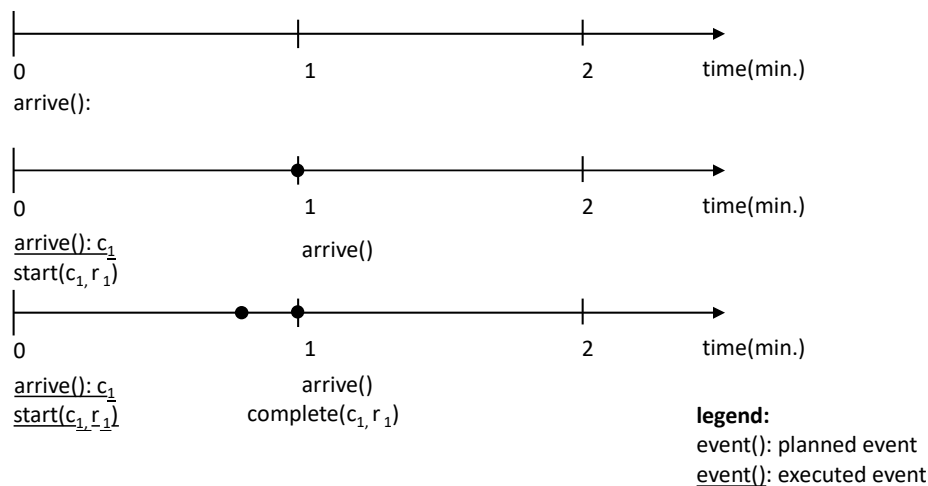 0 1 2 time(min.)
arrive():
0 1 2 time(min.)
arrive(): c1 arrive()
start(c1, r1)
0 1 2 time(min.)
arrive(): c1 arrive()
start(c1, r1) complete(c1, r1)
legend:
event(): planned event
event(): executed event